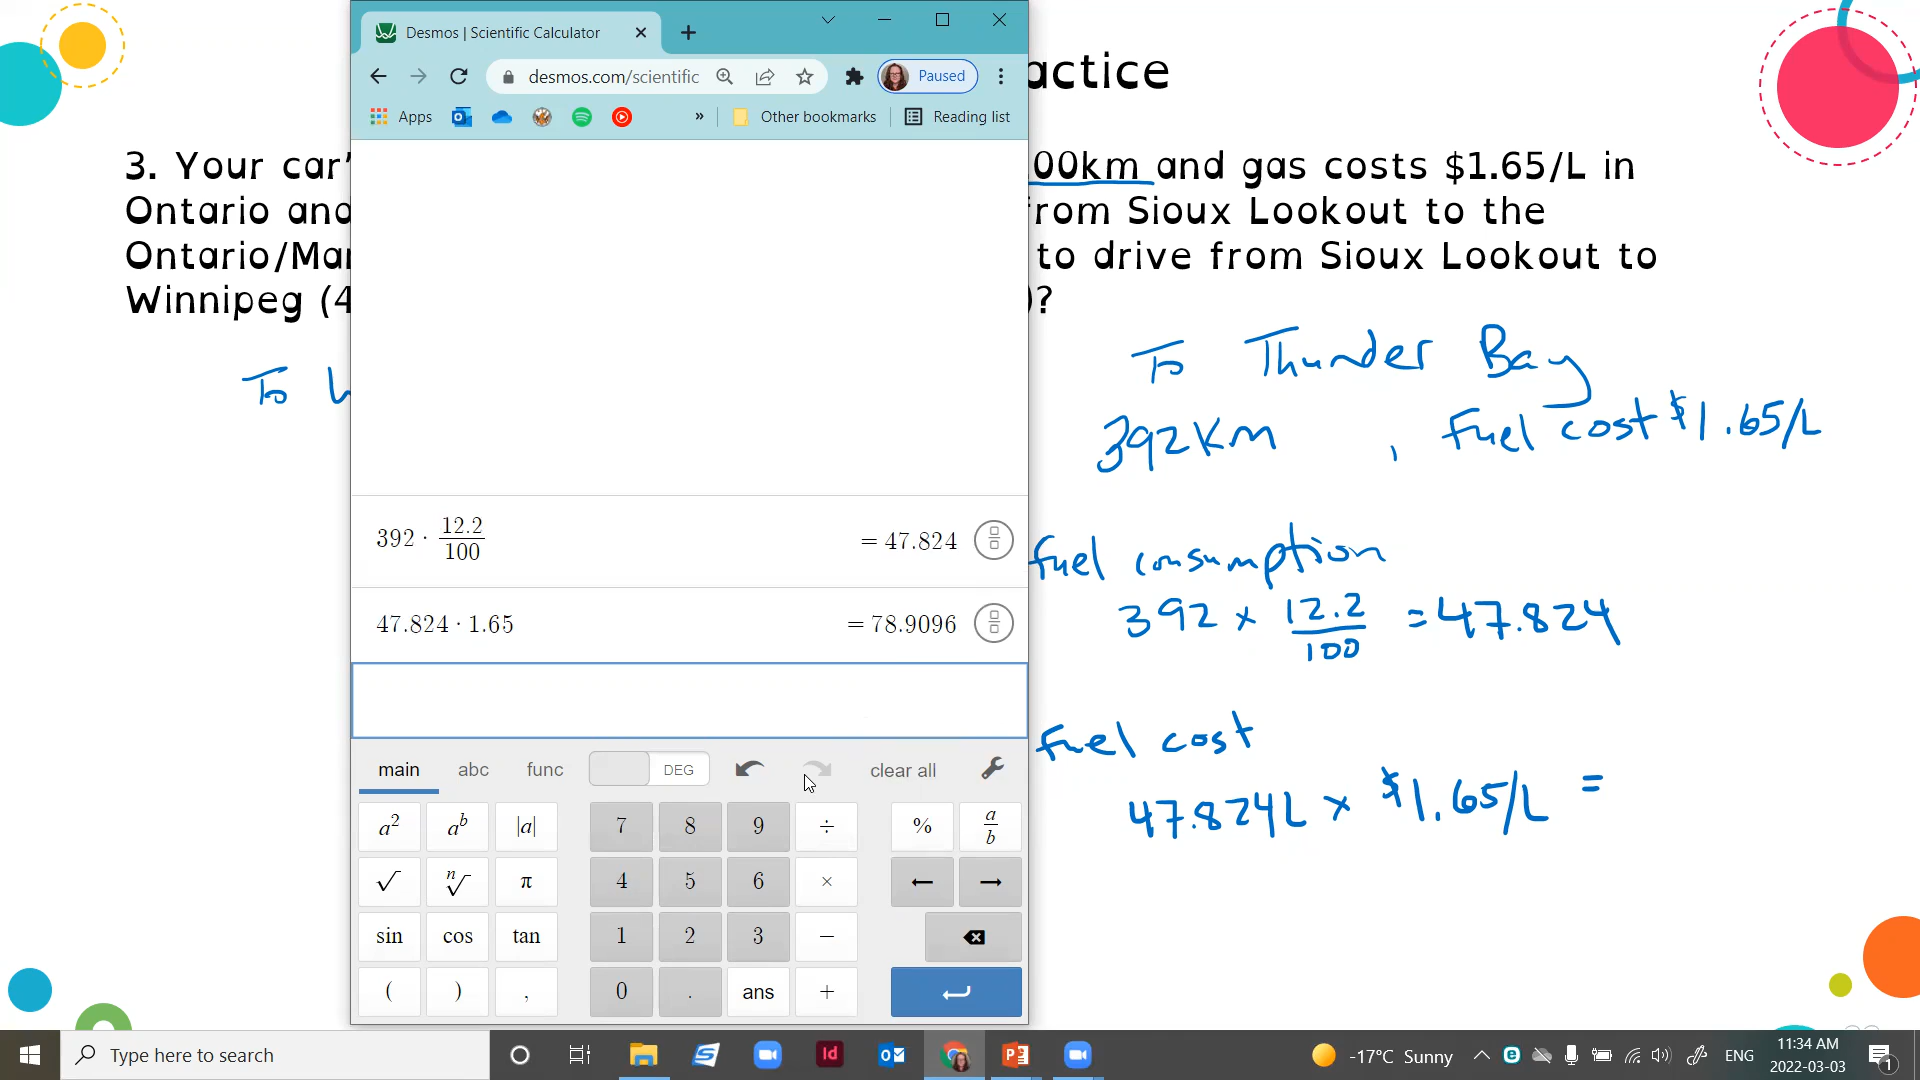 Desmos | Scientific Calculator
desmos.com/scientific
Paused
Apps
»
Other bookmarks
Reading list
actice
3. Your car'
00km and gas costs $1.65/L in
Ontario and
from Sioux Lookout to the
Ontario/Ma
to drive from Sioux Lookout to
Winnipeg (4
)?
To
To Thunder Bay
392km , fuel cost $1.65/L
392 · 12.2/100 = 47.824
47.824 · 1.65 = 78.9096
fuel consumption
392 x 12.2/100 = 47.824
fuel cost
47.824L x $1.65/L =
main abc func DEG clear all
a² aᵇ |a| 7 8 9 ÷ % a/b
√ ⁿ√ π 4 5 6 × ← →
sin cos tan 1 2 3 −
( ) , 0 . ans +
Type here to search
Id
-17°C Sunny
ENG
11:34 AM
2022-03-03
1